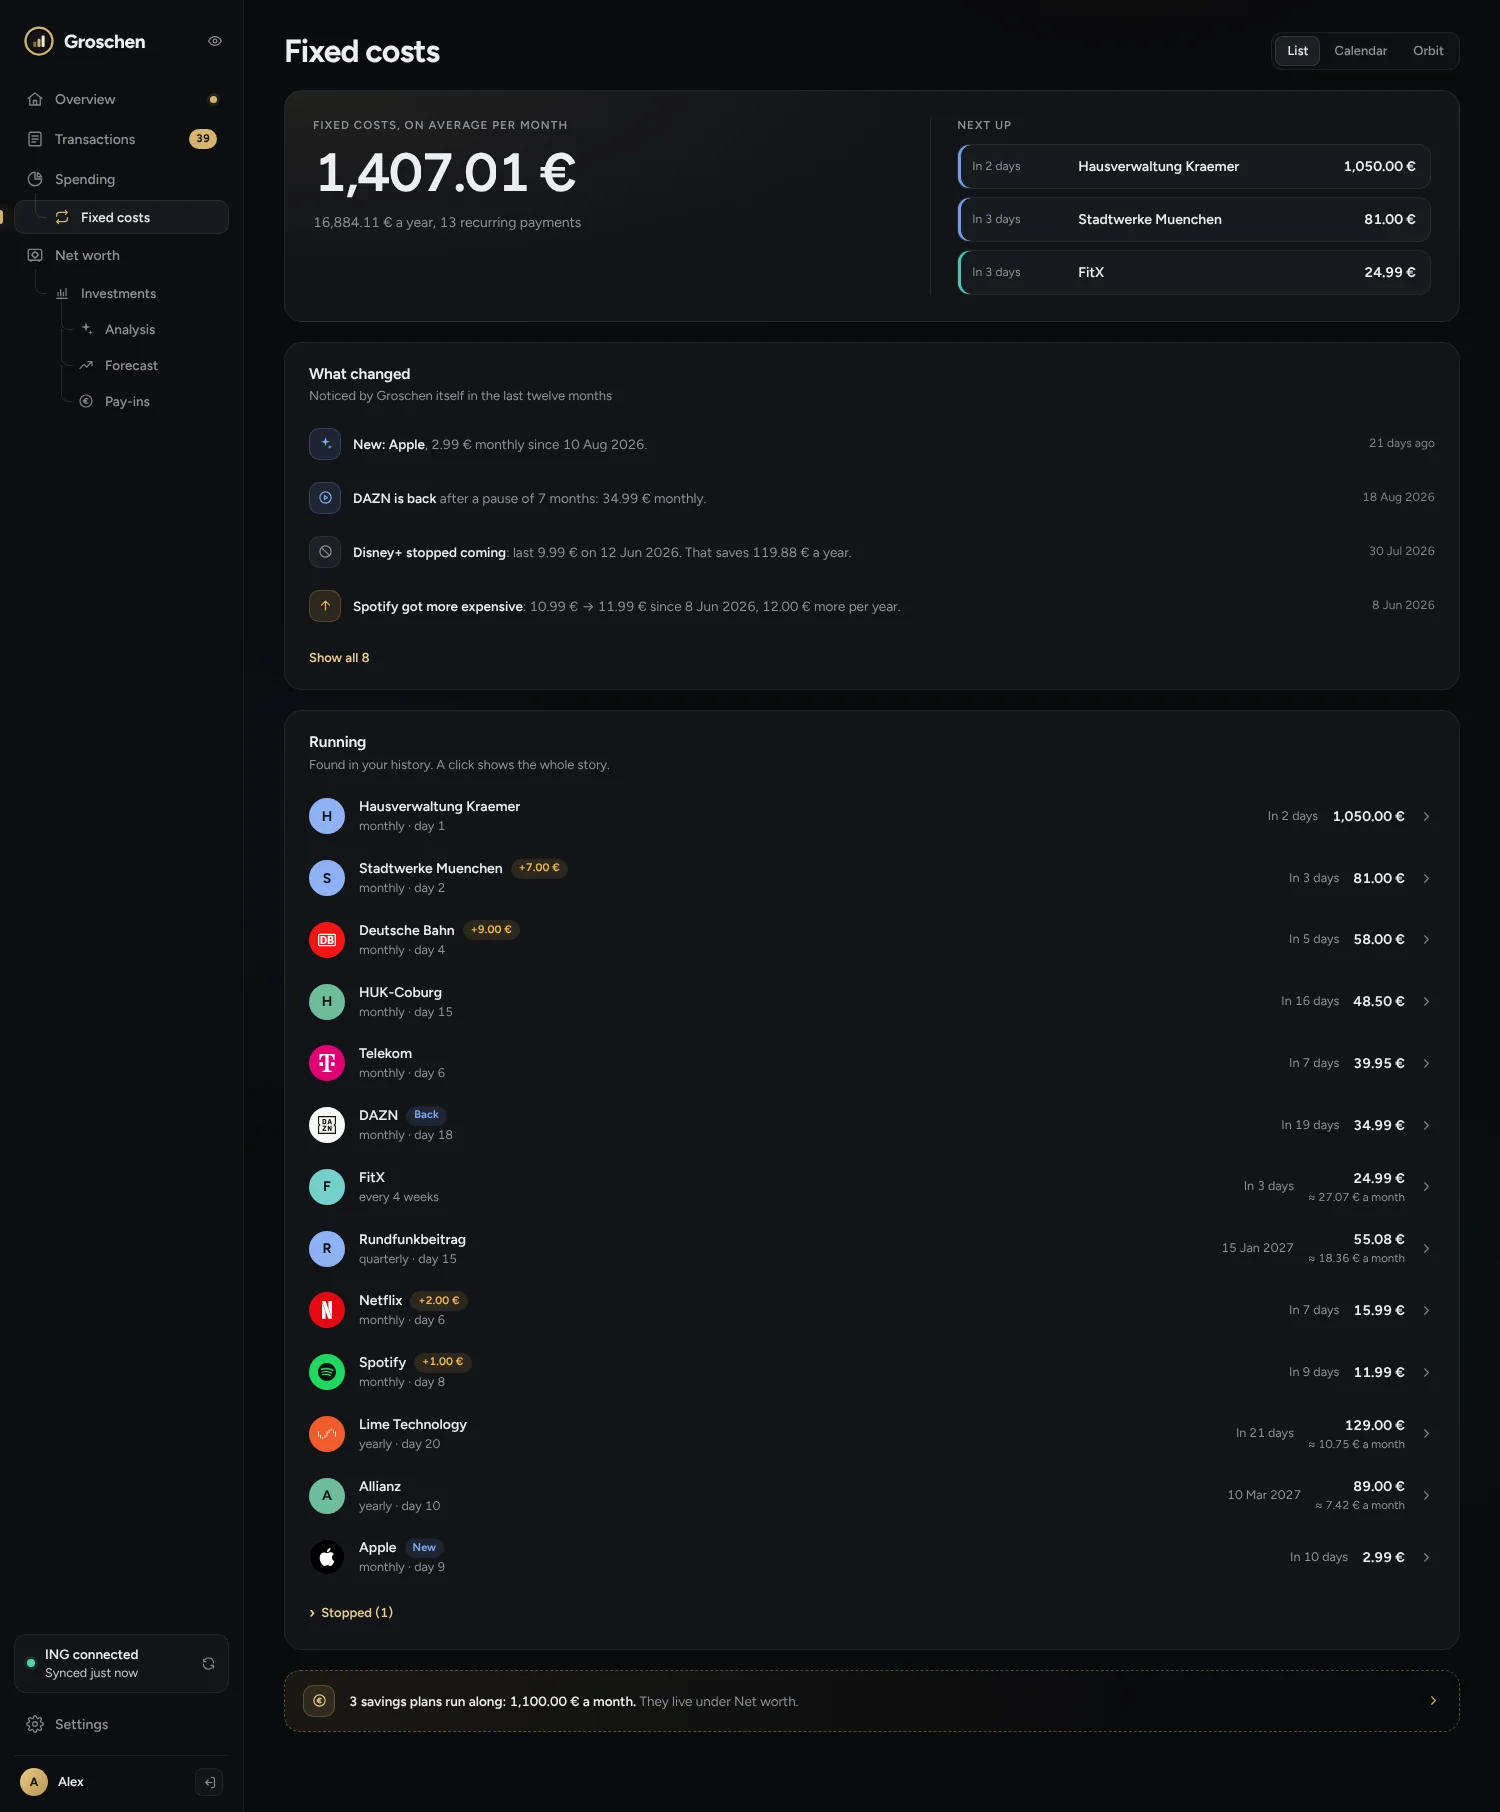 Groschen
Overview
Transactions 39
Spending
Fixed costs
Net worth
Investments
Analysis
Forecast
Pay-ins
ING connected
Synced just now
Settings
A Alex
Fixed costs
List Calendar Orbit
FIXED COSTS, ON AVERAGE PER MONTH
1,407.01 €
16,884.11 € a year, 13 recurring payments
NEXT UP
In 2 days Hausverwaltung Kraemer 1,050.00 €
In 3 days Stadtwerke Muenchen 81.00 €
In 3 days FitX 24.99 €
What changed
Noticed by Groschen itself in the last twelve months
New: Apple, 2.99 € monthly since 10 Aug 2026. 21 days ago
DAZN is back after a pause of 7 months: 34.99 € monthly. 18 Aug 2026
Disney+ stopped coming: last 9.99 € on 12 Jun 2026. That saves 119.88 € a year. 30 Jul 2026
Spotify got more expensive: 10.99 € → 11.99 € since 8 Jun 2026, 12.00 € more per year. 8 Jun 2026
Show all 8
Running
Found in your history. A click shows the whole story.
H Hausverwaltung Kraemer In 2 days 1,050.00 €
monthly · day 1
S Stadtwerke Muenchen +7.00 € In 3 days 81.00 €
monthly · day 2
DB Deutsche Bahn +9.00 € In 5 days 58.00 €
monthly · day 4
H HUK-Coburg In 16 days 48.50 €
monthly · day 15
T Telekom In 7 days 39.95 €
monthly · day 6
DAZN DAZN Back In 19 days 34.99 €
monthly · day 18
F FitX In 3 days 24.99 €
every 4 weeks ≈ 27.07 € a month
R Rundfunkbeitrag 15 Jan 2027 55.08 €
quarterly · day 15 ≈ 18.36 € a month
N Netflix +2.00 € In 7 days 15.99 €
monthly · day 6
Spotify +1.00 € In 9 days 11.99 €
monthly · day 8
Lime Technology In 21 days 129.00 €
yearly · day 20 ≈ 10.75 € a month
A Allianz 10 Mar 2027 89.00 €
yearly · day 10 ≈ 7.42 € a month
Apple New In 10 days 2.99 €
monthly · day 9
› Stopped (1)
3 savings plans run along: 1,100.00 € a month. They live under Net worth.